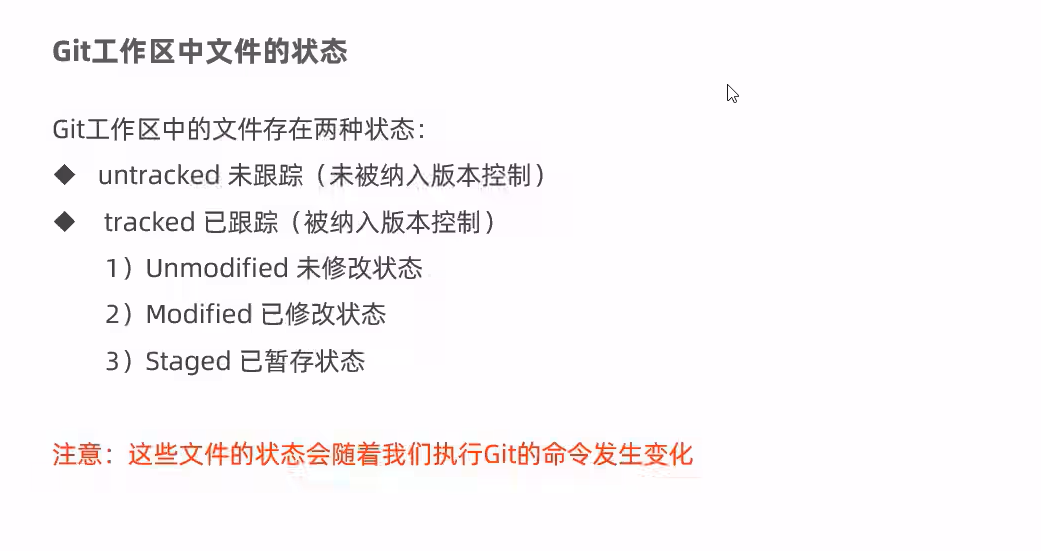 Git工作区中文件的状态
Git工作区中的文件存在两种状态：
◆ untracked 未跟踪（未被纳入版本控制）
◆ tracked 已跟踪（被纳入版本控制）
1）Unmodified 未修改状态
2）Modified 已修改状态
3）Staged 已暂存状态
注意：这些文件的状态会随着我们执行Git的命令发生变化